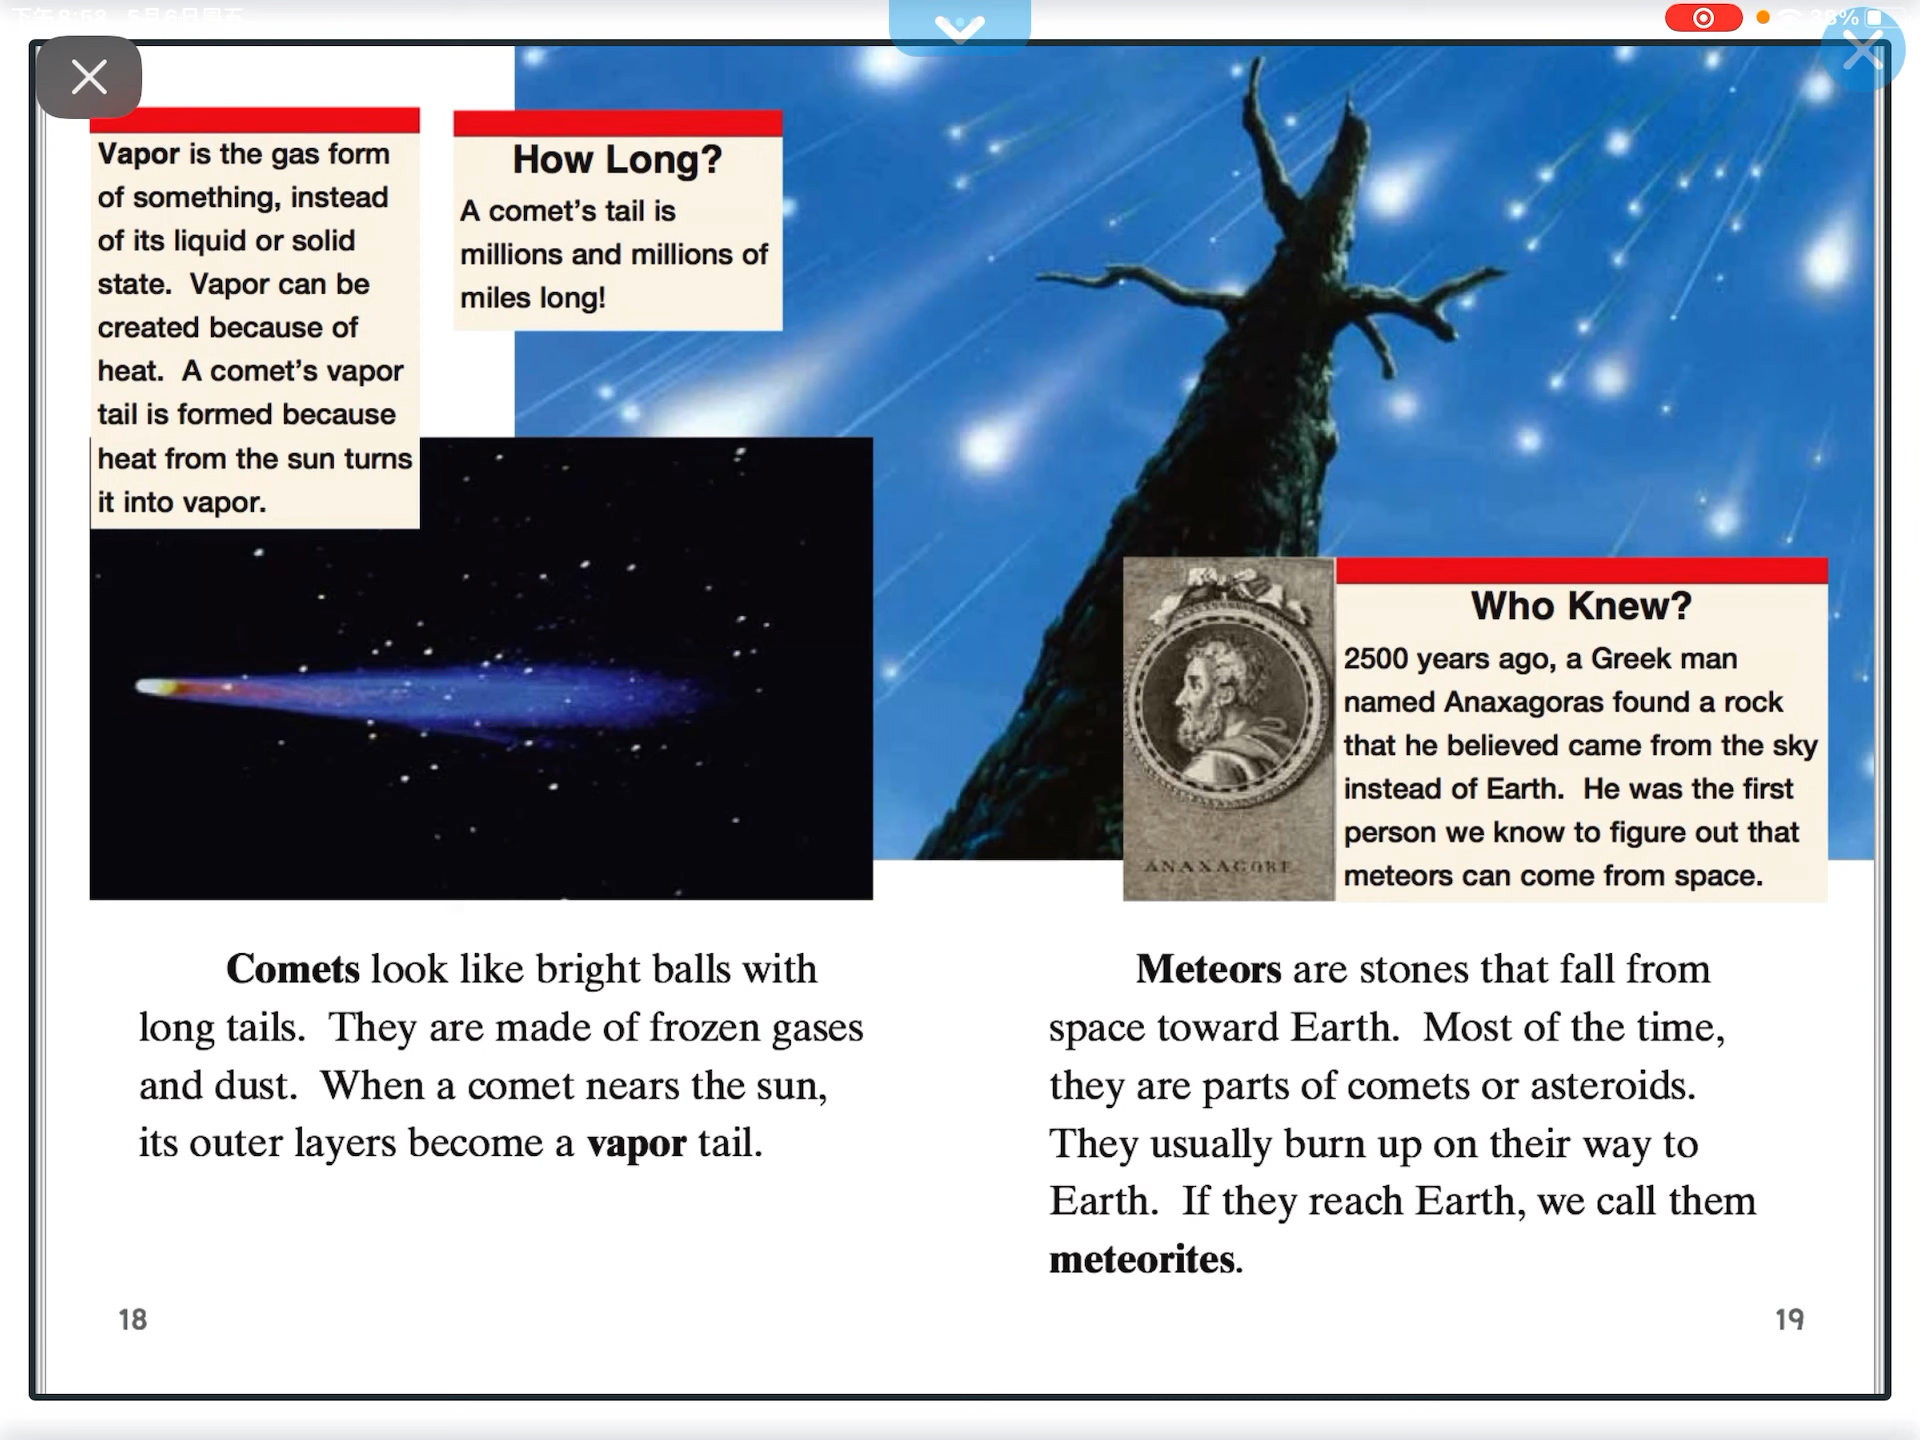 Vapor is the gas form
of something, instead
of its liquid or solid
state. Vapor can be
created because of
heat. A comet's vapor
tail is formed because
heat from the sun turns
it into vapor.
How Long?
A comet's tail is
millions and millions of
miles long!
Who Knew?
2500 years ago, a Greek man
named Anaxagoras found a rock
that he believed came from the sky
instead of Earth. He was the first
person we know to figure out that
meteors can come from space.
ANAXAGORE
Comets look like bright balls with
long tails. They are made of frozen gases
and dust. When a comet nears the sun,
its outer layers become a vapor tail.
Meteors are stones that fall from
space toward Earth. Most of the time,
they are parts of comets or asteroids.
They usually burn up on their way to
Earth. If they reach Earth, we call them
meteorites.
18
19